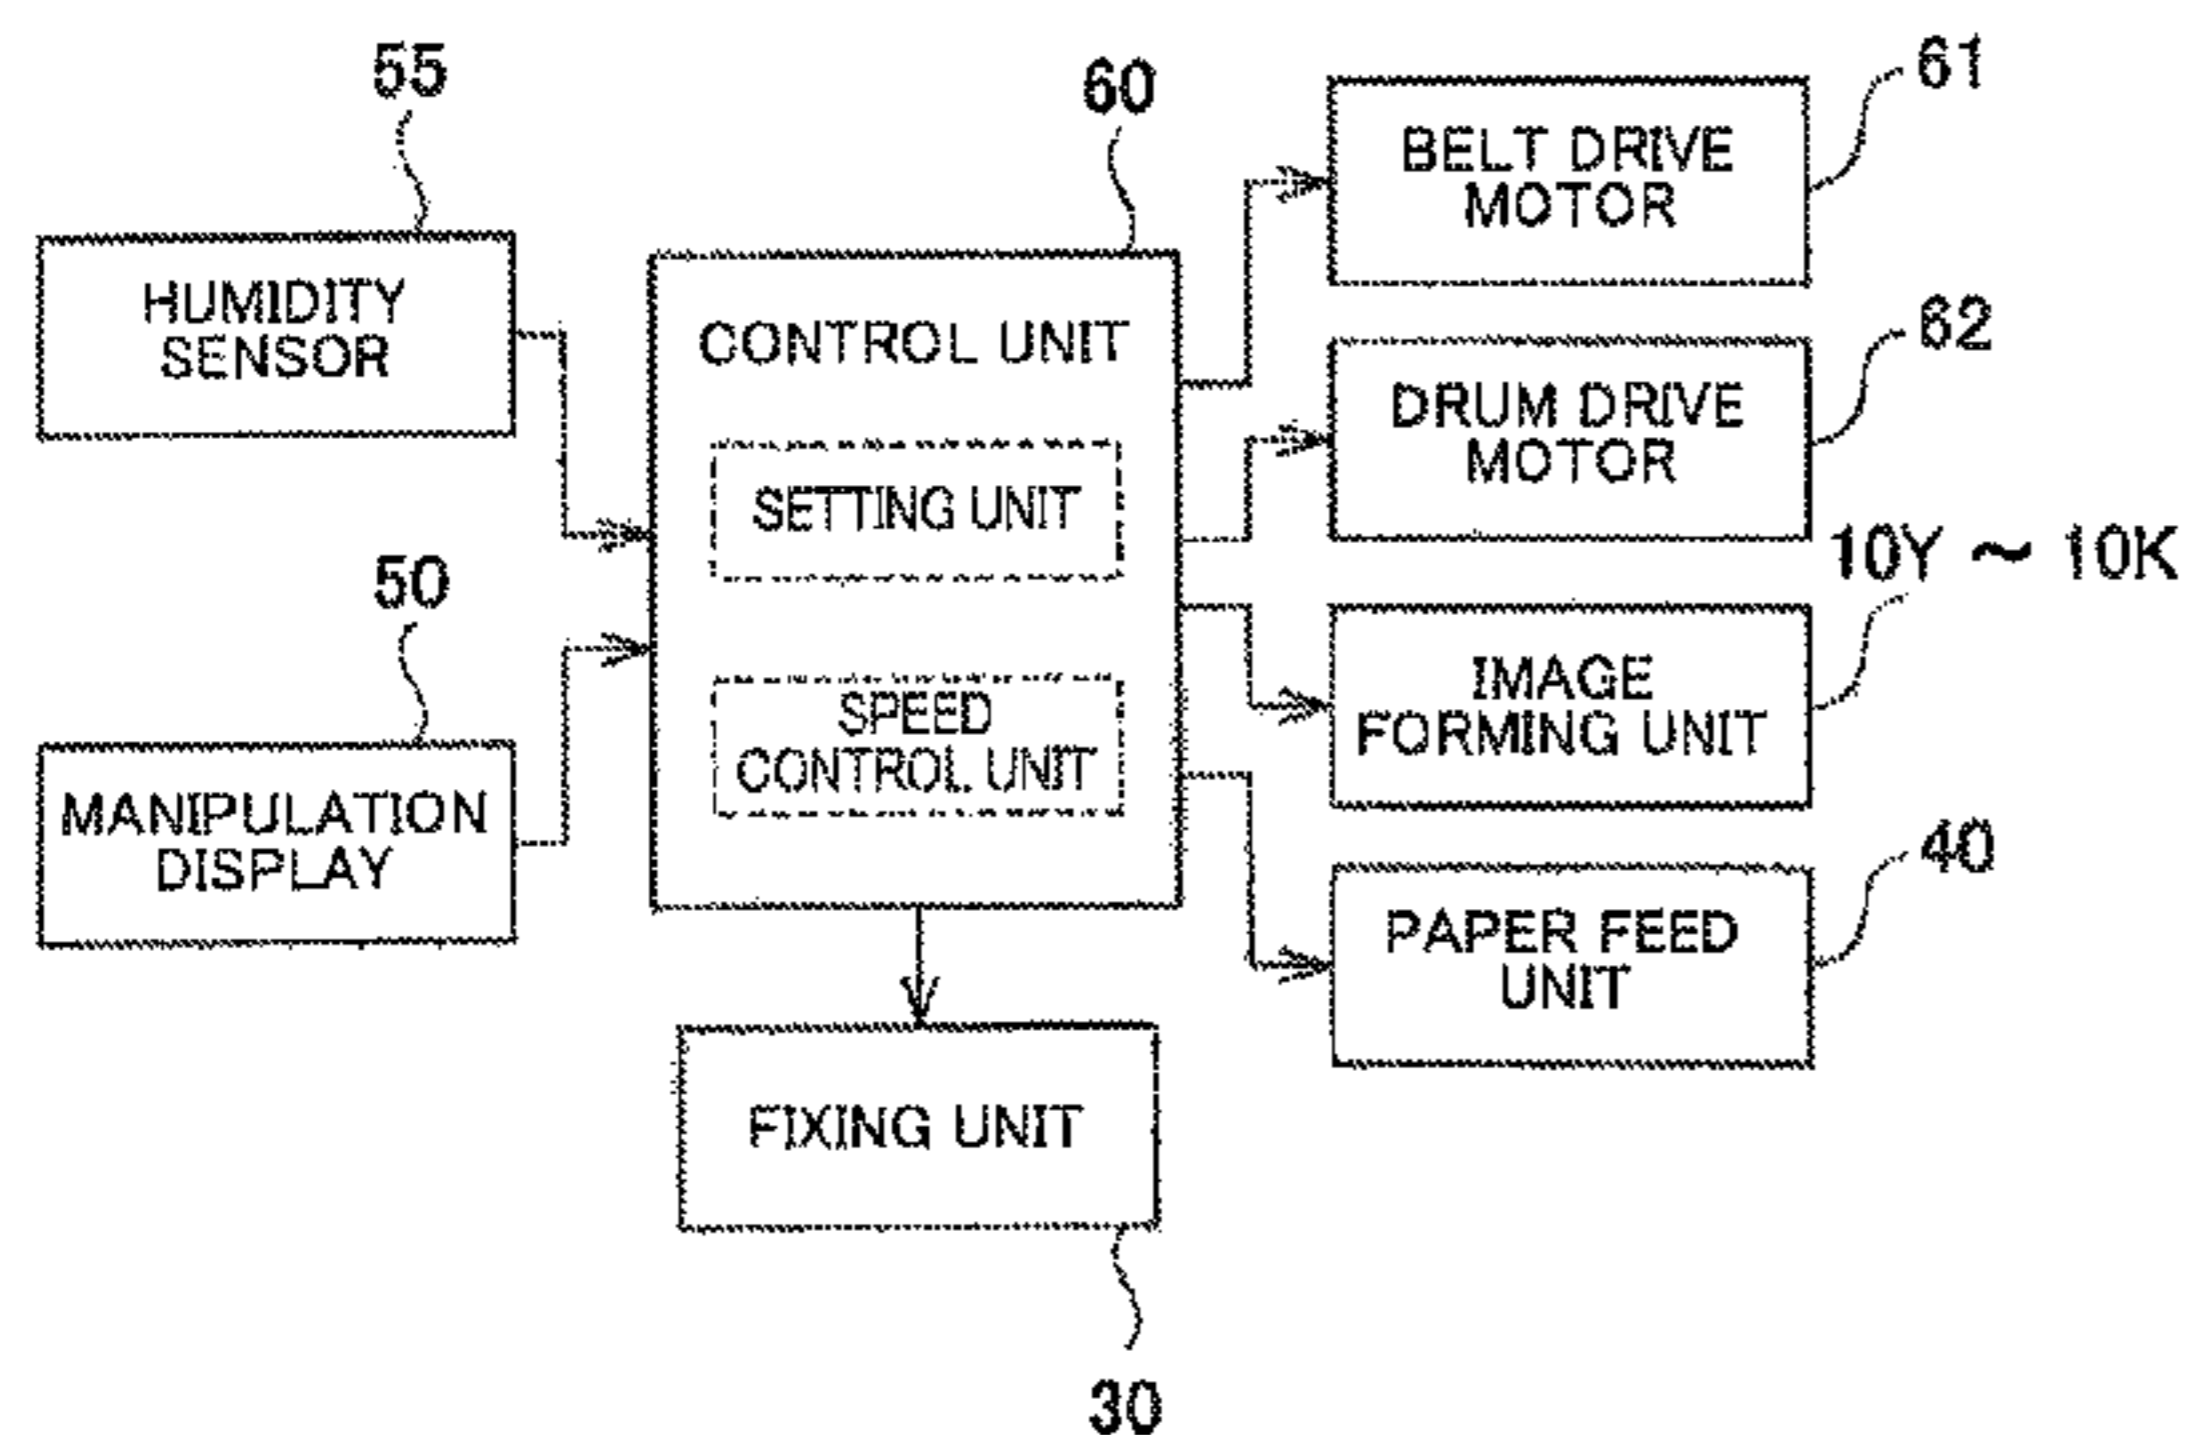 55
HUMIDITY
SENSOR
50
MANIPULATION
DISPLAY
60
CONTROL UNIT
SETTING UNIT
SPEED
CONTROL UNIT
FIXING UNIT
30
61
BELT DRIVE
MOTOR
62
DRUM DRIVE
MOTOR
10Y ~ 10K
IMAGE
FORMING UNIT
40
PAPER FEED
UNIT